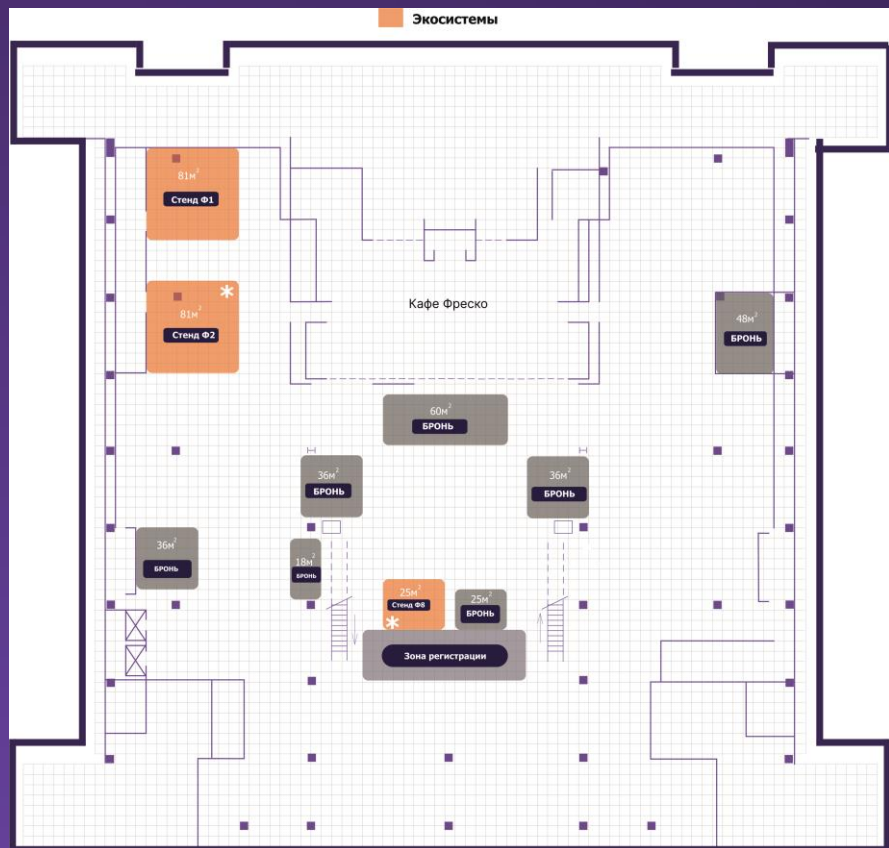 Экосистемы
81м²
Стенд Ф1
81м²
Стенд Ф2
Кафе Фреско
48м²
БРОНЬ
60м²
БРОНЬ
36м²
БРОНЬ
36м²
БРОНЬ
36м²
БРОНЬ
18м²
БРОНЬ
25м²
Стенд Ф8
25м²
БРОНЬ
Зона регистрации